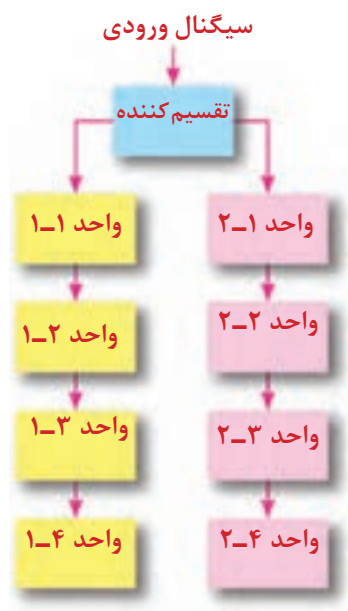 سیگنال ورودی
تقسیم‌کننده
واحد ۱ـ۲
واحد ۱ـ۱
واحد ۲ـ۲
واحد ۲ـ۱
واحد ۳ـ۲
واحد ۳ـ۱
واحد ۴ـ۲
واحد ۴ـ۱